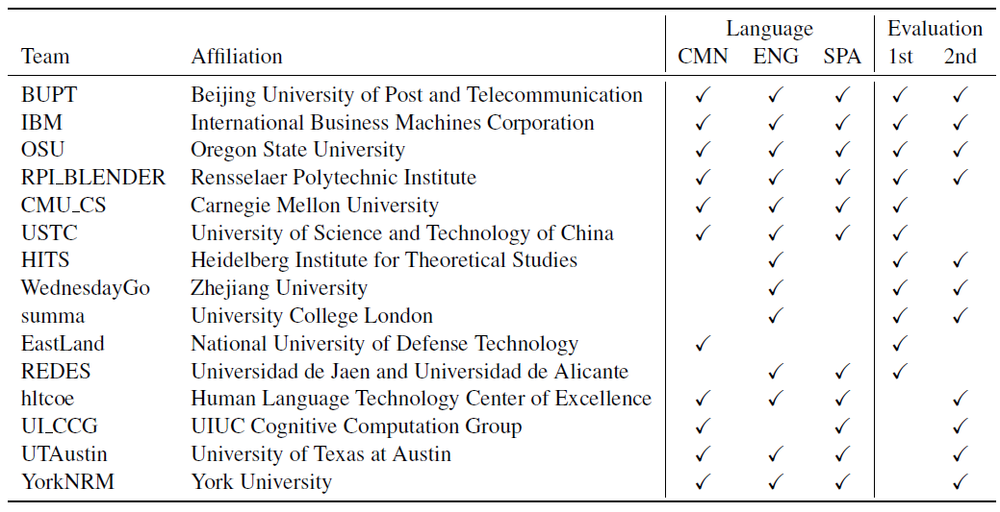 Language Evaluation
Team Affiliation CMN ENG SPA 1st 2nd
BUPT Beijing University of Post and Telecommunication ✓ ✓ ✓ ✓ ✓
IBM International Business Machines Corporation ✓ ✓ ✓ ✓ ✓
OSU Oregon State University ✓ ✓ ✓ ✓ ✓
RPI_BLENDER Rensselaer Polytechnic Institute ✓ ✓ ✓ ✓ ✓
CMU_CS Carnegie Mellon University ✓ ✓ ✓ ✓
USTC University of Science and Technology of China ✓ ✓ ✓ ✓
HITS Heidelberg Institute for Theoretical Studies ✓ ✓ ✓
WednesdayGo Zhejiang University ✓ ✓ ✓
summa University College London ✓ ✓ ✓
EastLand National University of Defense Technology ✓ ✓
REDES Universidad de Jaen and Universidad de Alicante ✓ ✓ ✓
hltcoe Human Language Technology Center of Excellence ✓ ✓ ✓ ✓
UI_CCG UIUC Cognitive Computation Group ✓ ✓ ✓
UTAustin University of Texas at Austin ✓ ✓ ✓ ✓
YorkNRM York University ✓ ✓ ✓ ✓